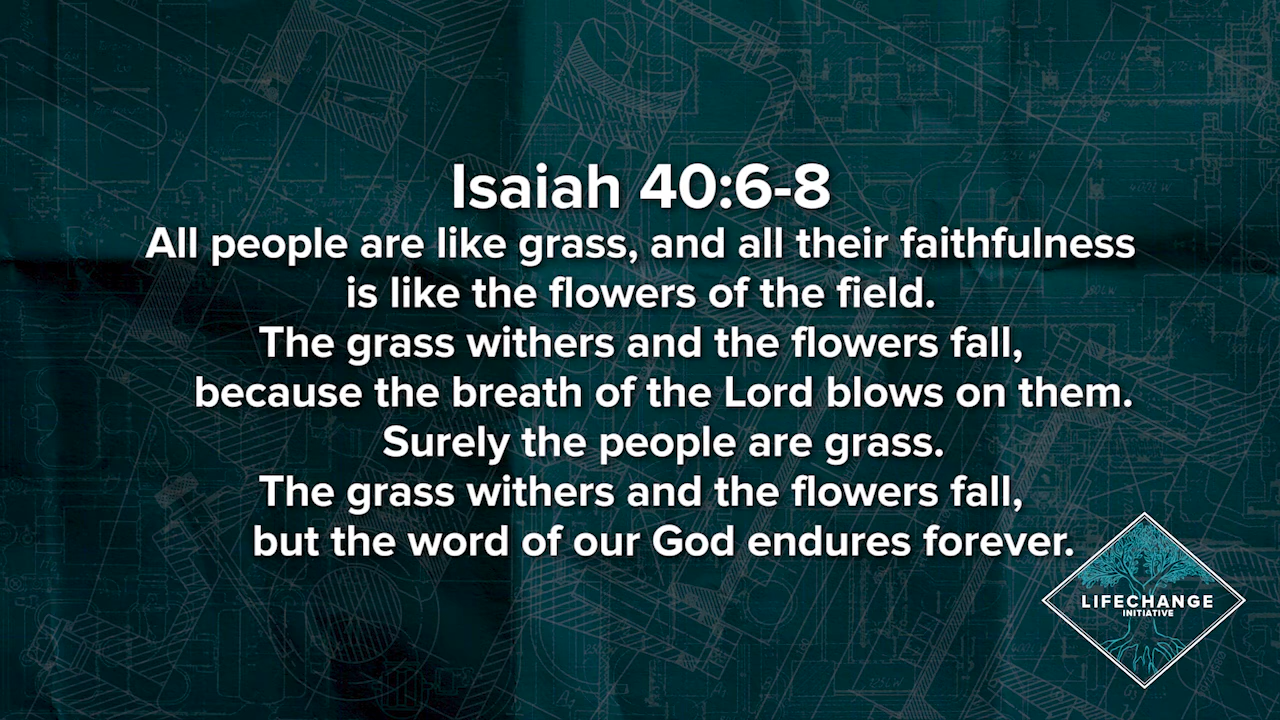 Isaiah 40:6-8
All people are like grass, and all their faithfulness
is like the flowers of the field.
The grass withers and the flowers fall,
because the breath of the Lord blows on them.
Surely the people are grass.
The grass withers and the flowers fall,
but the word of our God endures forever.
LIFECHANGE
INITIATIVE